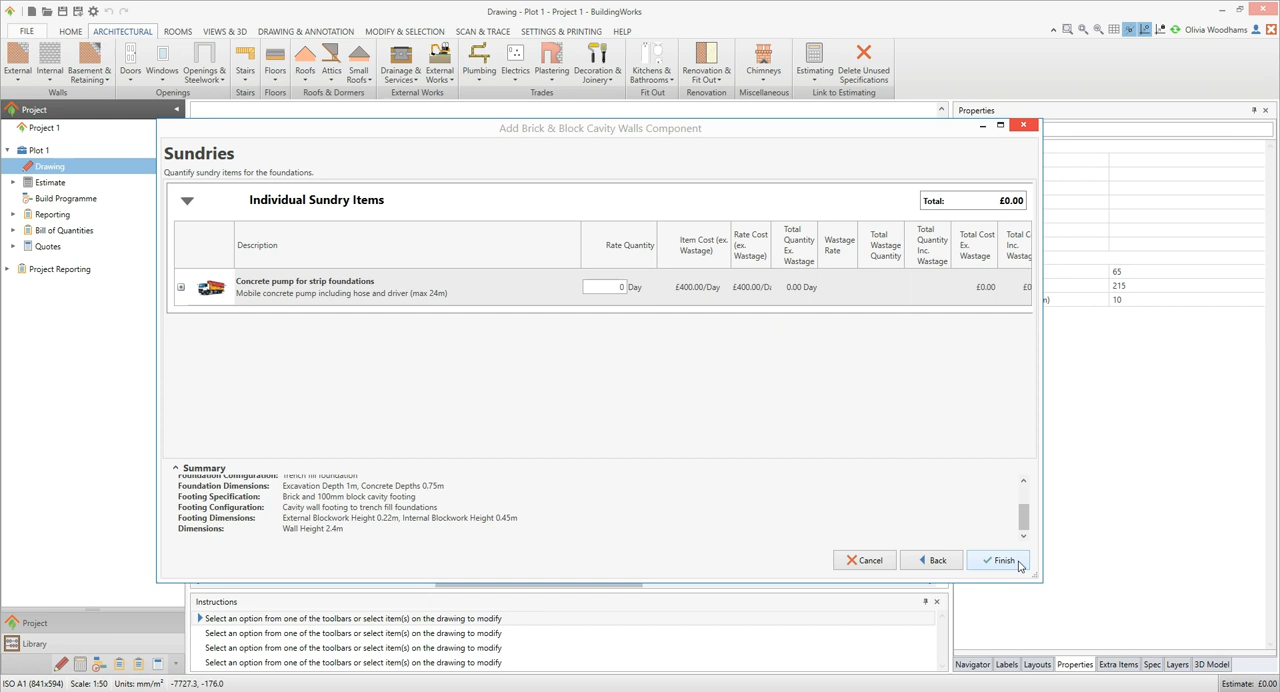 Drawing - Plot 1 - Project 1 - BuildingWorks
FILE HOME ARCHITECTURAL ROOMS VIEWS & 3D DRAWING & ANNOTATION MODIFY & SELECTION SCAN & TRACE SETTINGS PRINTING HELP
Olivia Woodhams
External Internal Basement & Retaining Doors Windows Openings & Steelwork Stairs Floors Roofs Attics Small Roofs Drainage & Services External Works Plumbing Electrics Plastering Decoration & Joinery Kitchens & Bathrooms Renovation & Fit Out Chimneys Estimating Delete Unused Specifications
Walls Openings Stairs Floors Roofs & Dormers External Works Trades Fit Out Renovation Miscellaneous Link to Estimating
Project
Project 1
Plot 1
Drawing
Estimate
Build Programme
Reporting
Bill of Quantities
Quotes
Project Reporting
Project
Library
Add Brick & Block Cavity Walls Component
Sundries
Quantify sundry items for the foundations.
Individual Sundry Items
Total: £0.00
Description Rate Quantity Item Cost (ex. Wastage) Rate Cost (ex. Wastage) Total Quantity Ex. Wastage Wastage Rate Total Wastage Quantity Total Quantity Inc. Wastage Total Cost Ex. Wastage Total C Inc. Wastag
Concrete pump for strip foundations
Mobile concrete pump including hose and driver (max 24m)
0 Day £400.00/Day £400.00/Da 0.00 Day £0.00 £0
Summary
Foundation Configuration: Trench fill foundation
Foundation Dimensions: Excavation Depth 1m, Concrete Depths 0.75m
Footing Specification: Brick and 100mm block cavity footing
Footing Configuration: Cavity wall footing to trench fill foundations
Footing Dimensions: External Blockwork Height 0.22m, Internal Blockwork Height 0.45m
Dimensions: Wall Height 2.4m
Cancel Back Finish
Properties
65
215
) 10
Instructions
Select an option from one of the toolbars or select item(s) on the drawing to modify
Select an option from one of the toolbars or select item(s) on the drawing to modify
Select an option from one of the toolbars or select item(s) on the drawing to modify
Select an option from one of the toolbars or select item(s) on the drawing to modify
Navigator Labels Layouts Properties Extra Items Spec Layers 3D Model
ISO A1 (841x594) Scale: 1:50 Units: mm/m² -7727.3, -176.0 Estimate: £0.00